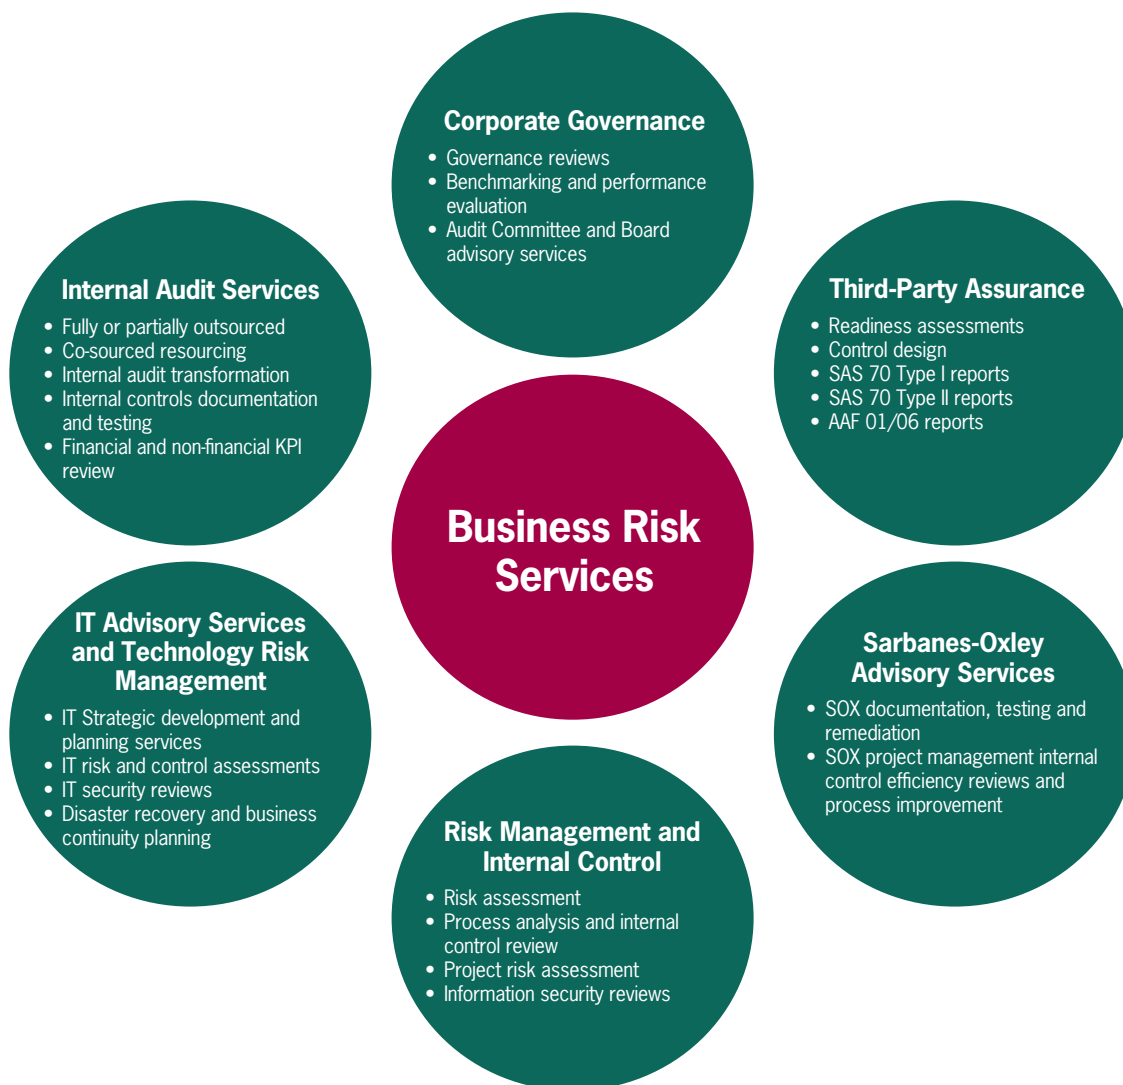 Corporate Governance
• Governance reviews
• Benchmarking and performance
evaluation
• Audit Committee and Board
advisory services
Internal Audit Services
• Fully or partially outsourced
• Co-sourced resourcing
• Internal audit transformation
• Internal controls documentation
and testing
• Financial and non-financial KPI
review
Third-Party Assurance
• Readiness assessments
• Control design
• SAS 70 Type I reports
• SAS 70 Type II reports
• AAF 01/06 reports
Business Risk
Services
IT Advisory Services
and Technology Risk
Management
• IT Strategic development and
planning services
• IT risk and control assessments
• IT security reviews
• Disaster recovery and business
continuity planning
Sarbanes-Oxley
Advisory Services
• SOX documentation, testing and
remediation
• SOX project management internal
control efficiency reviews and
process improvement
Risk Management and
Internal Control
• Risk assessment
• Process analysis and internal
control review
• Project risk assessment
• Information security reviews